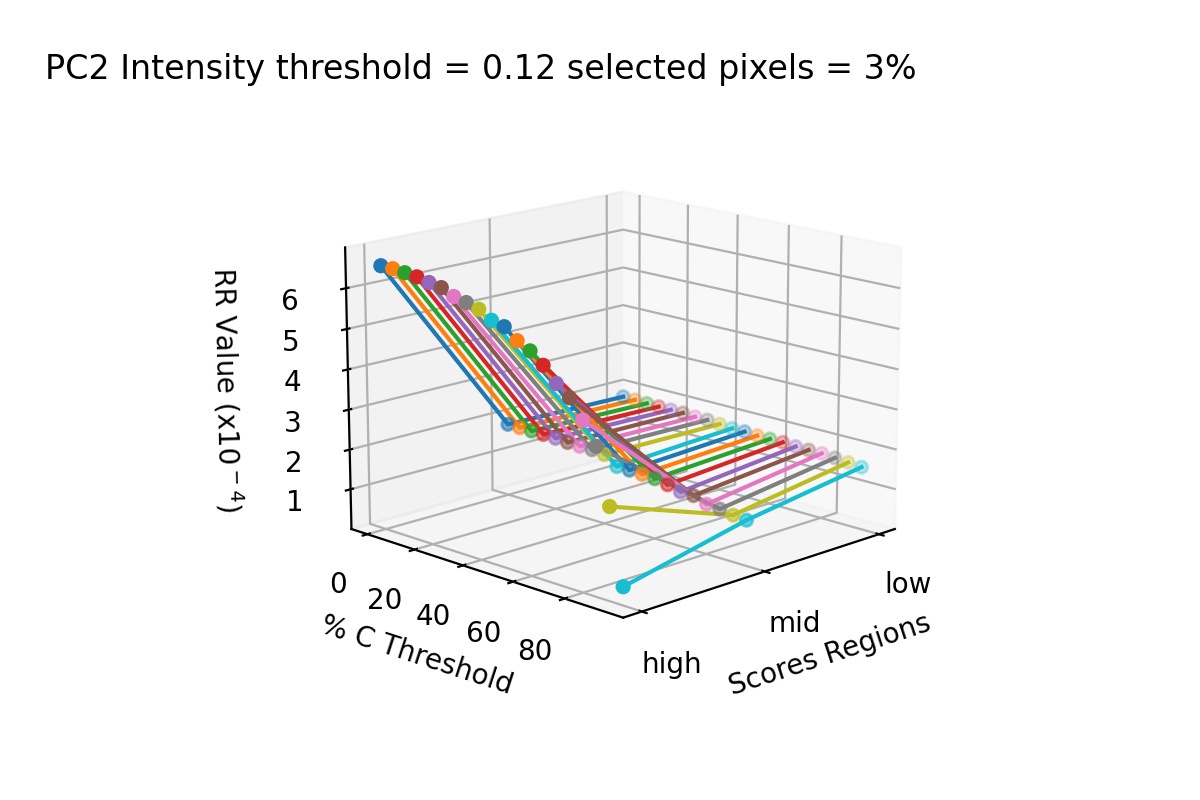 PC2 Intensity threshold = 0.12 selected pixels = 3%
RR Value (x10⁻⁴)
6
5
4
3
2
1
0
20
40
60
80
% C Threshold
high
mid
low
Scores Regions